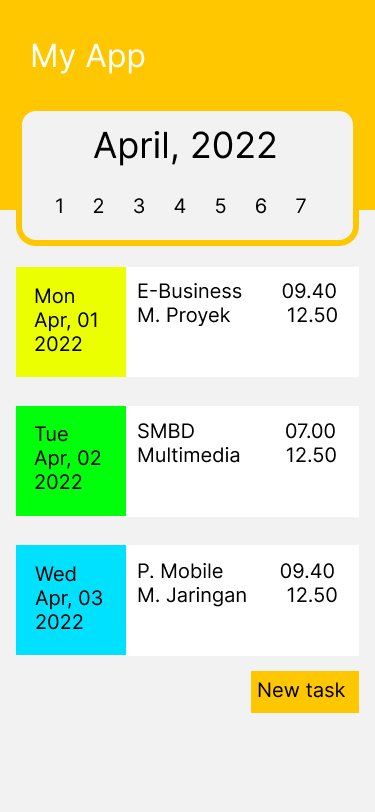 My App
April, 2022
1 2 3 4 5 6 7
Mon
Apr, 01
2022
E-Business 09.40
M. Proyek 12.50
Tue
Apr, 02
2022
SMBD 07.00
Multimedia 12.50
Wed
Apr, 03
2022
P. Mobile 09.40
M. Jaringan 12.50
New task